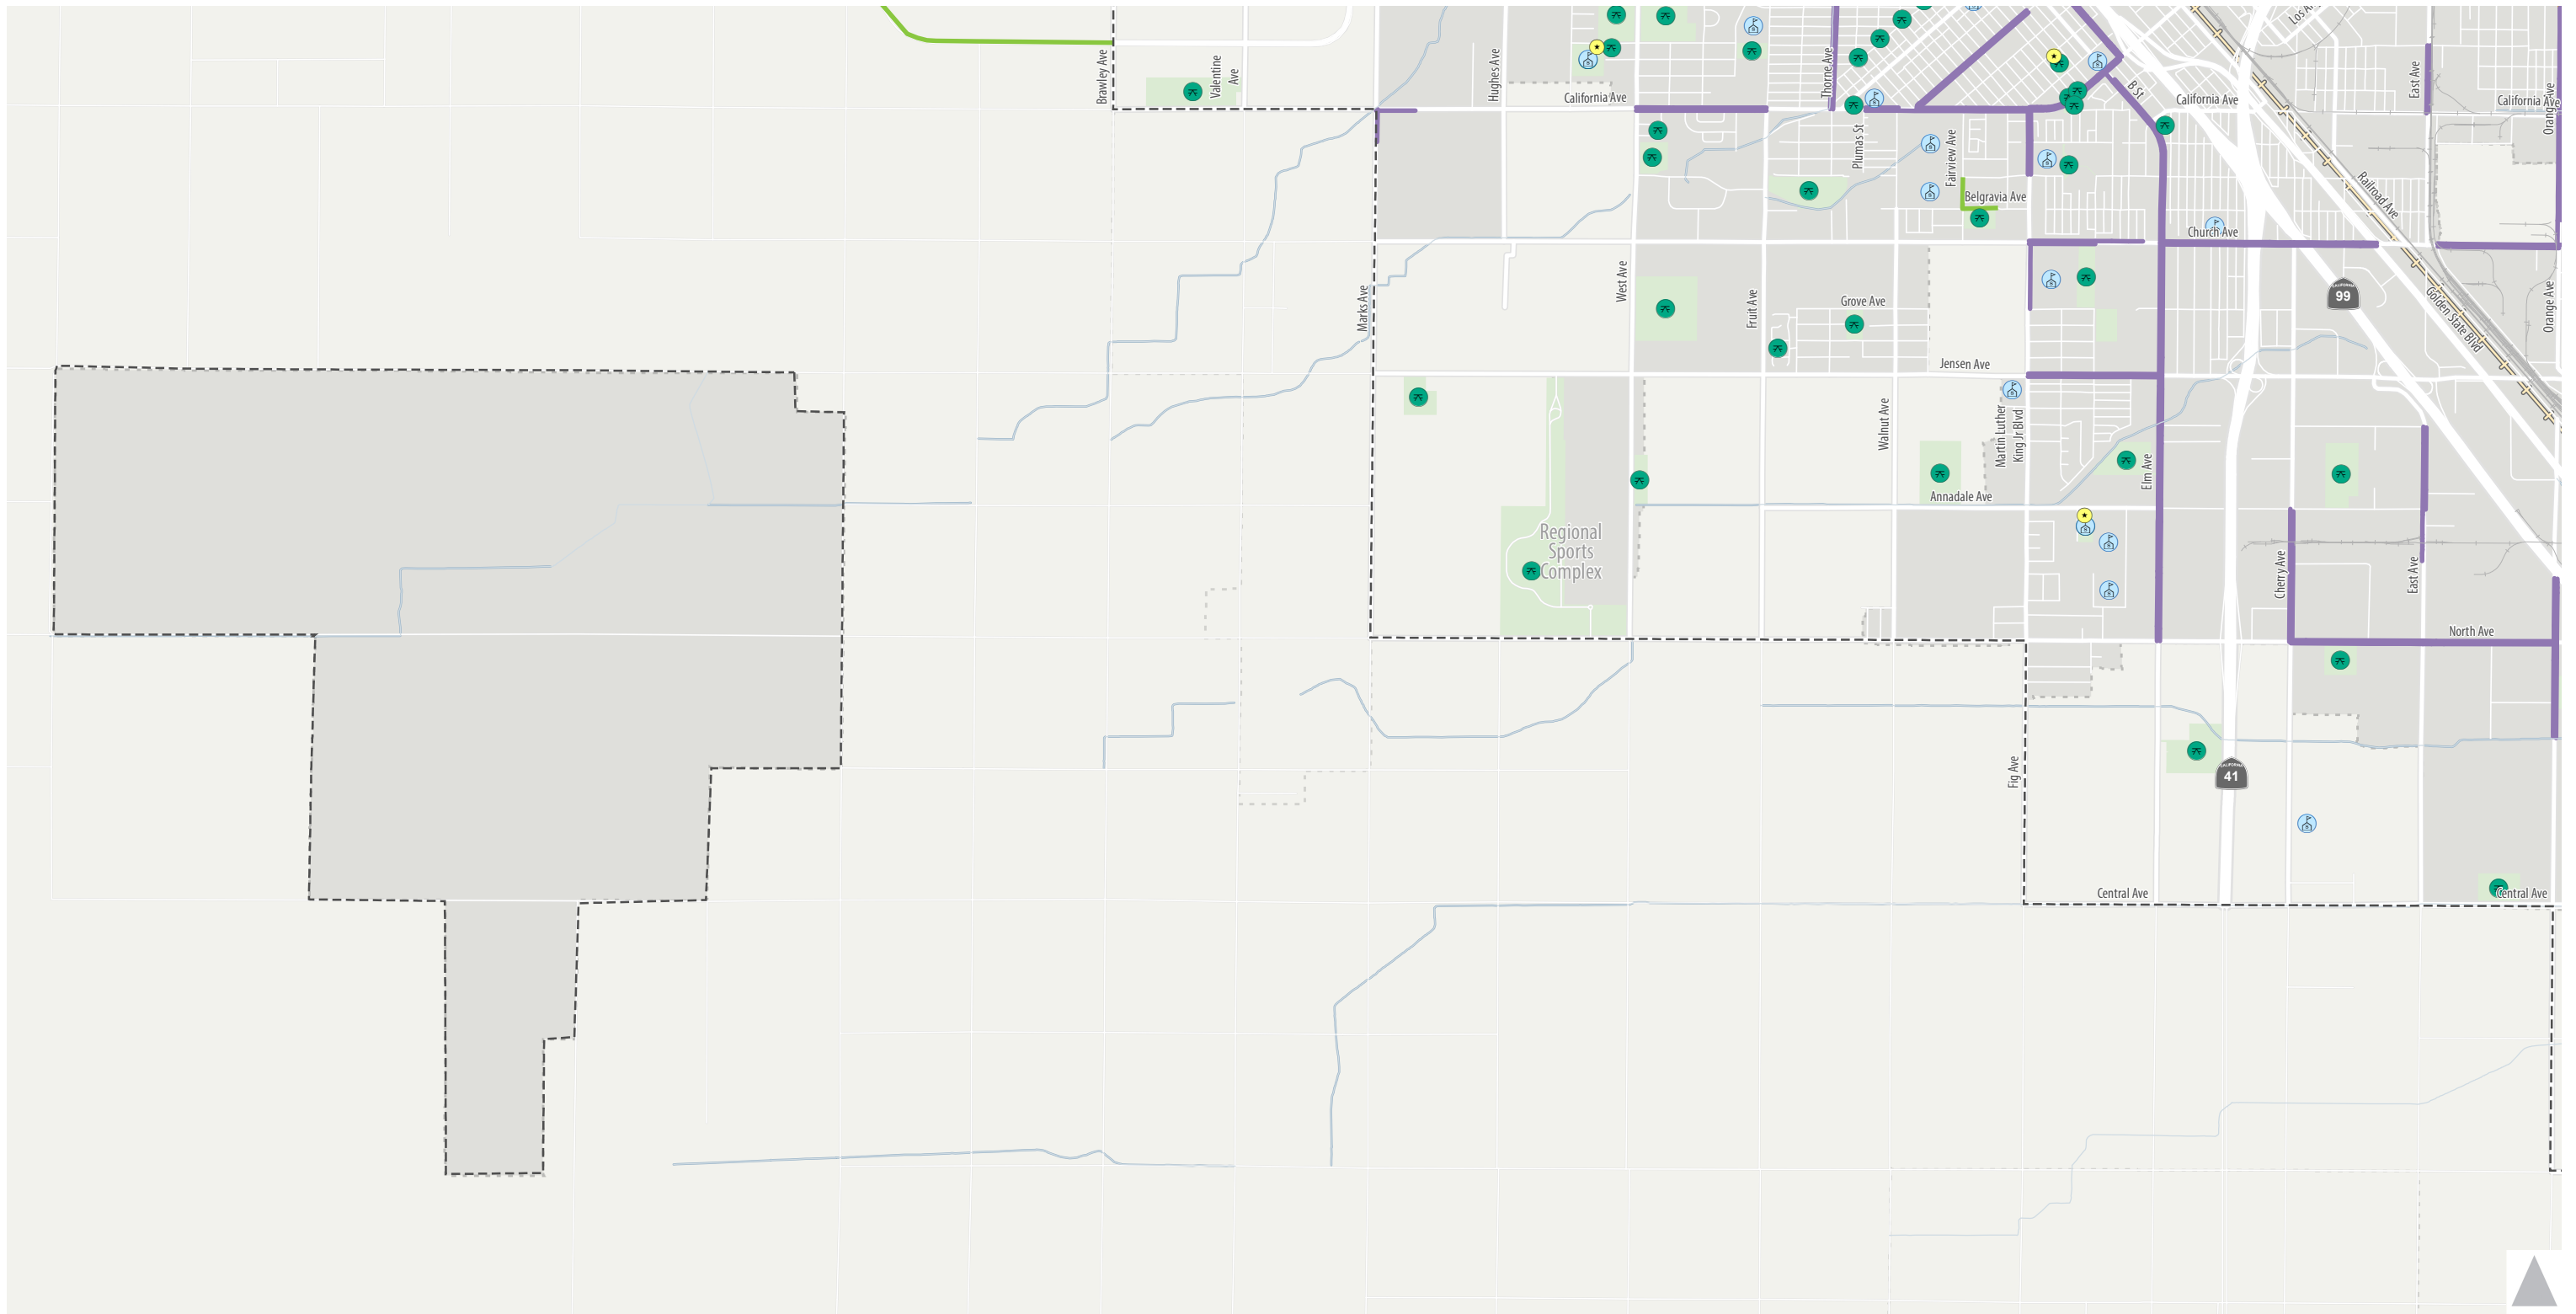 Los A
Brawley Ave
Valentine
Ave
Hughes Ave
California Ave
Thorne Ave
B St
California Ave
East Ave
California Ave
Orange Ave
Plumas St
Fairview Ave
Belgravia Ave
Railroad Ave
Church Ave
Marks Ave
West Ave
Fruit Ave
Grove Ave
CALIFORNIA
99
Golden State Blvd
Orange Ave
Jensen Ave
Walnut Ave
Martin Luther
King Jr Blvd
Elm Ave
Annadale Ave
Regional
Sports
Complex
Cherry Ave
East Ave
North Ave
Fig Ave
CALIFORNIA
41
Central Ave
Central Ave